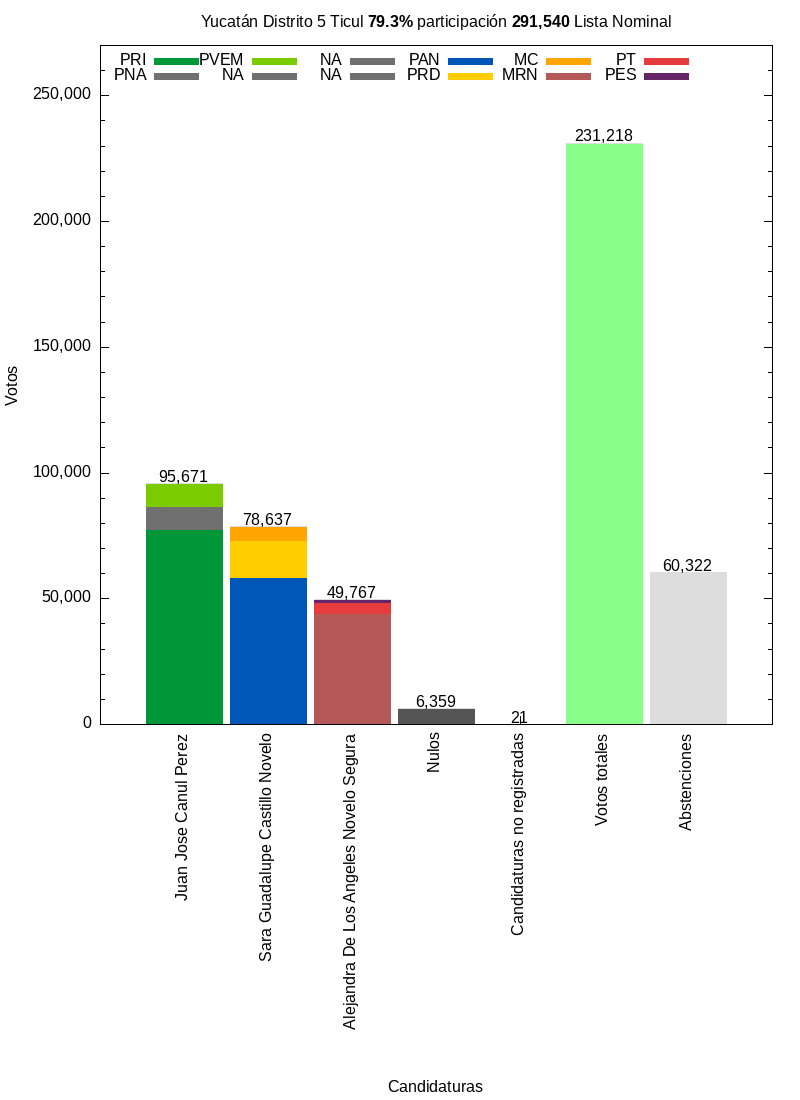 Yucatán Distrito 5 Ticul 79.3% participación 291,540 Lista Nominal
PRI PVEM NA PAN MC PT
PNA NA NA PRD MRN PES
250,000
200,000
150,000
100,000
50,000
0
Votos
95,671
78,637
49,767
6,359
21
231,218
60,322
Juan Jose Canul Perez
Sara Guadalupe Castillo Novelo
Alejandra De Los Angeles Novelo Segura
Nulos
Candidaturas no registradas
Votos totales
Abstenciones
Candidaturas